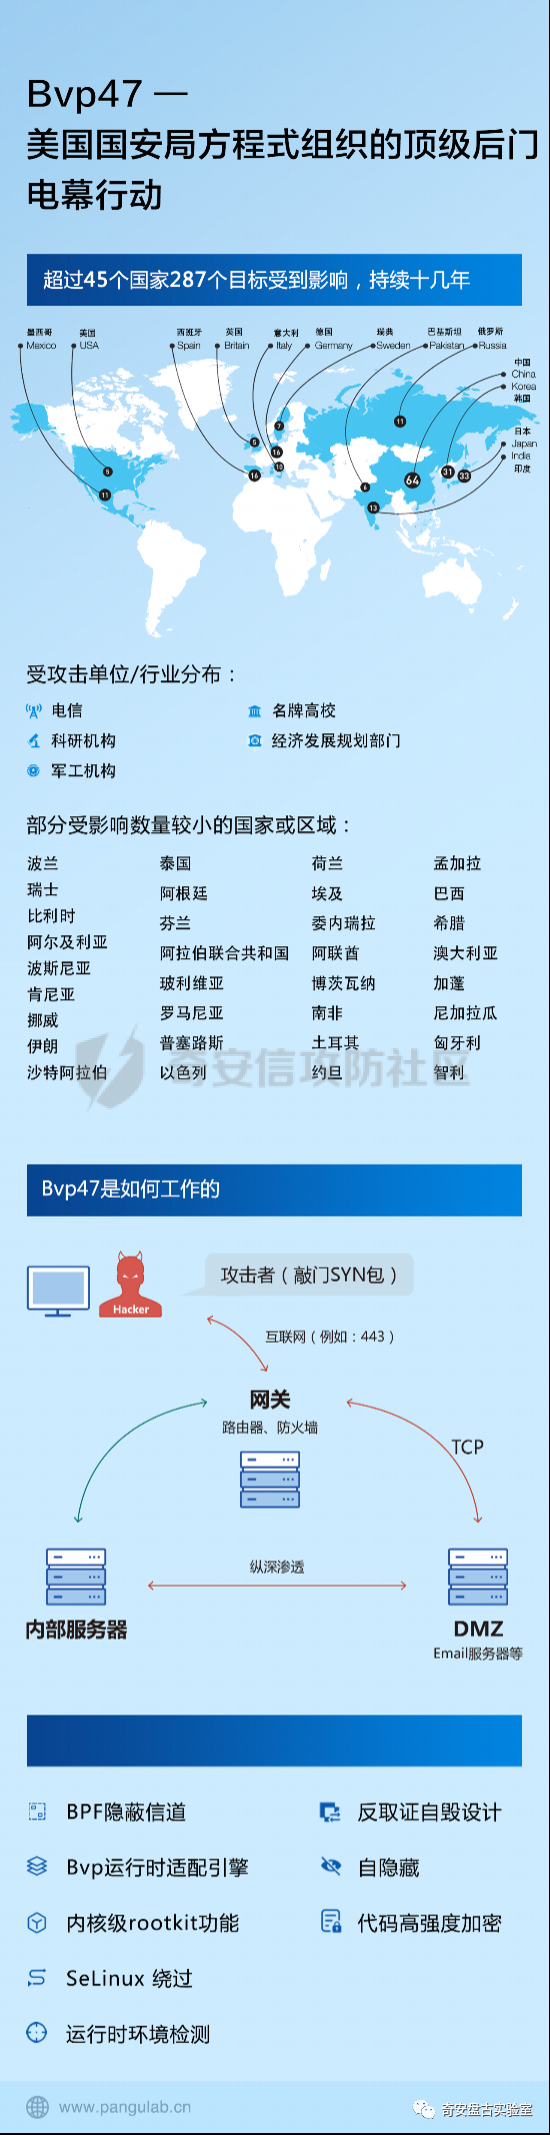 Bvp47 —
美国国安局方程式组织的顶级后门
电幕行动
超过45个国家287个目标受到影响，持续十几年
墨西哥
Mexico
美国
USA
西班牙
Spain
英国
Britain
意大利
Italy
德国
Germany
瑞典
Sweden
巴基斯坦
Pakistan
俄罗斯
Russia
中国
China
Korea
韩国
日本
Japan
India
印度
7
11
5
16
5
16
10
11
6
64
31
33
13
受攻击单位/行业分布：
电信
名牌高校
科研机构
经济发展规划部门
军工机构
部分受影响数量较小的国家或区域：
波兰
瑞士
比利时
阿尔及利亚
波斯尼亚
肯尼亚
挪威
伊朗
沙特阿拉伯
泰国
阿根廷
芬兰
阿拉伯联合共和国
玻利维亚
罗马尼亚
普塞路斯
以色列
荷兰
埃及
委内瑞拉
阿联酋
博茨瓦纳
南非
土耳其
约旦
孟加拉
巴西
希腊
澳大利亚
加蓬
尼加拉瓜
匈牙利
智利
奇安信攻防社区
Bvp47是如何工作的
Hacker
攻击者（敲门SYN包）
互联网（例如：443）
网关
路由器、防火墙
TCP
纵深渗透
内部服务器
DMZ
Email服务器等
BPF隐蔽信道
反取证自毁设计
Bvp运行时适配引擎
自隐藏
内核级rootkit功能
代码高强度加密
SeLinux 绕过
运行时环境检测
www.pangulab.cn
奇安盘古实验室